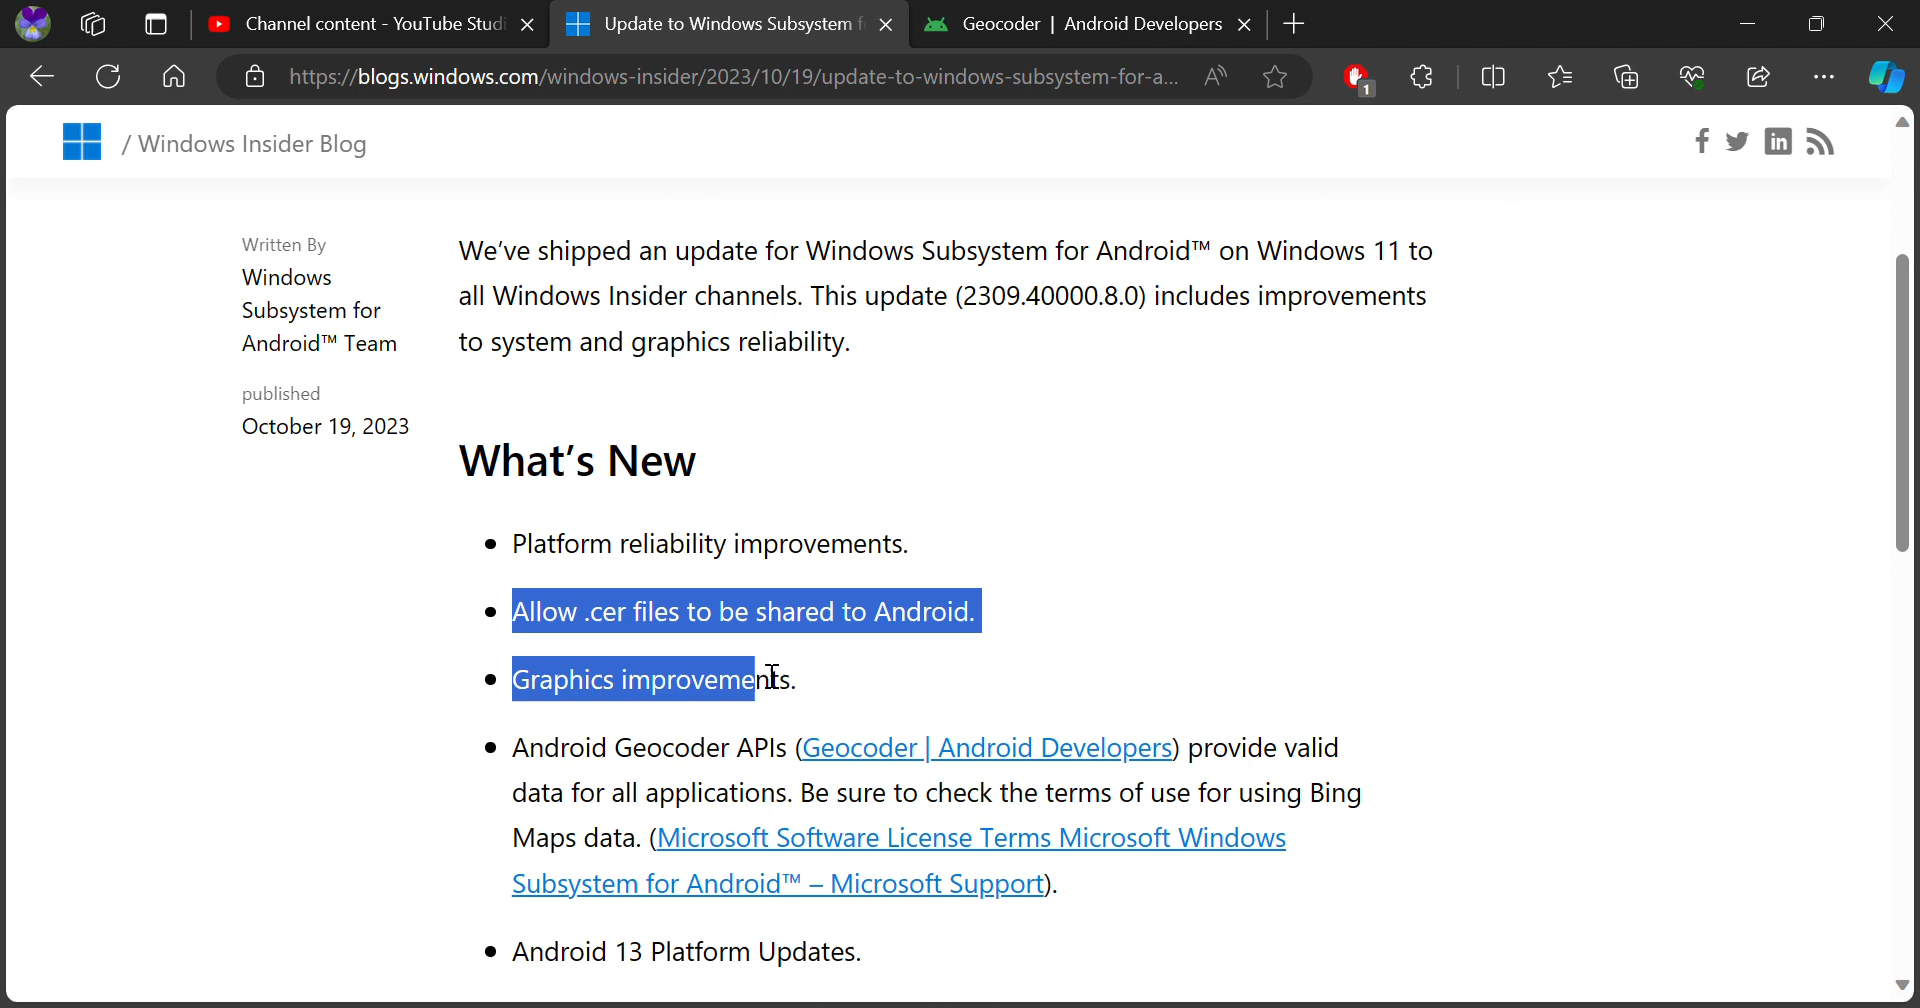 Channel content - YouTube Studi
Update to Windows Subsystem f
Geocoder | Android Developers
https://blogs.windows.com/windows-insider/2023/10/19/update-to-windows-subsystem-for-a...
1
/ Windows Insider Blog
Written By
Windows
Subsystem for
Android™ Team
published
October 19, 2023
We've shipped an update for Windows Subsystem for Android™ on Windows 11 to
all Windows Insider channels. This update (2309.40000.8.0) includes improvements
to system and graphics reliability.
What's New
Platform reliability improvements.
Allow .cer files to be shared to Android.
Graphics improvements.
Android Geocoder APIs (Geocoder | Android Developers) provide valid
data for all applications. Be sure to check the terms of use for using Bing
Maps data. (Microsoft Software License Terms Microsoft Windows
Subsystem for Android™ – Microsoft Support).
Android 13 Platform Updates.